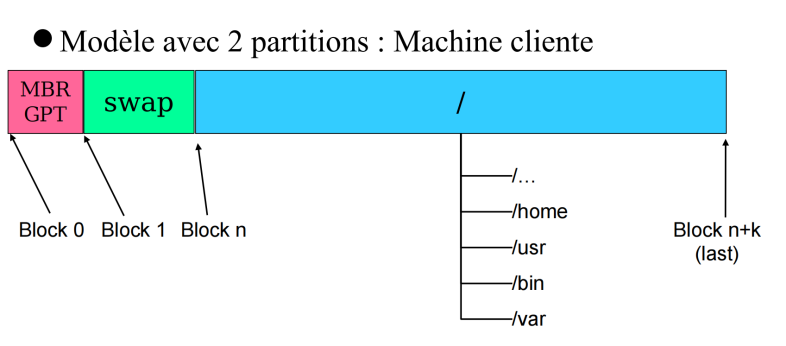 ● Modèle avec 2 partitions : Machine cliente
MBR
GPT
swap
/
/...
/home
/usr
/bin
/var
Block 0
Block 1
Block n
Block n+k
(last)